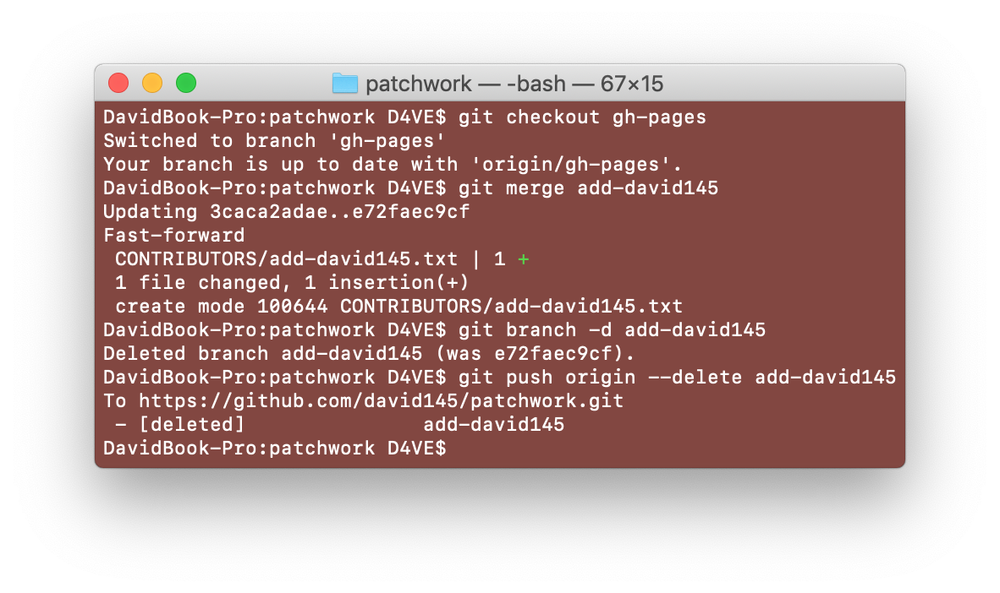 patchwork — -bash — 67×15
DavidBook-Pro:patchwork D4VE$ git checkout gh-pages
Switched to branch 'gh-pages'
Your branch is up to date with 'origin/gh-pages'.
DavidBook-Pro:patchwork D4VE$ git merge add-david145
Updating 3caca2adae..e72faec9cf
Fast-forward
 CONTRIBUTORS/add-david145.txt | 1 +
 1 file changed, 1 insertion(+)
 create mode 100644 CONTRIBUTORS/add-david145.txt
DavidBook-Pro:patchwork D4VE$ git branch -d add-david145
Deleted branch add-david145 (was e72faec9cf).
DavidBook-Pro:patchwork D4VE$ git push origin --delete add-david145
To https://github.com/david145/patchwork.git
 - [deleted]               add-david145
DavidBook-Pro:patchwork D4VE$